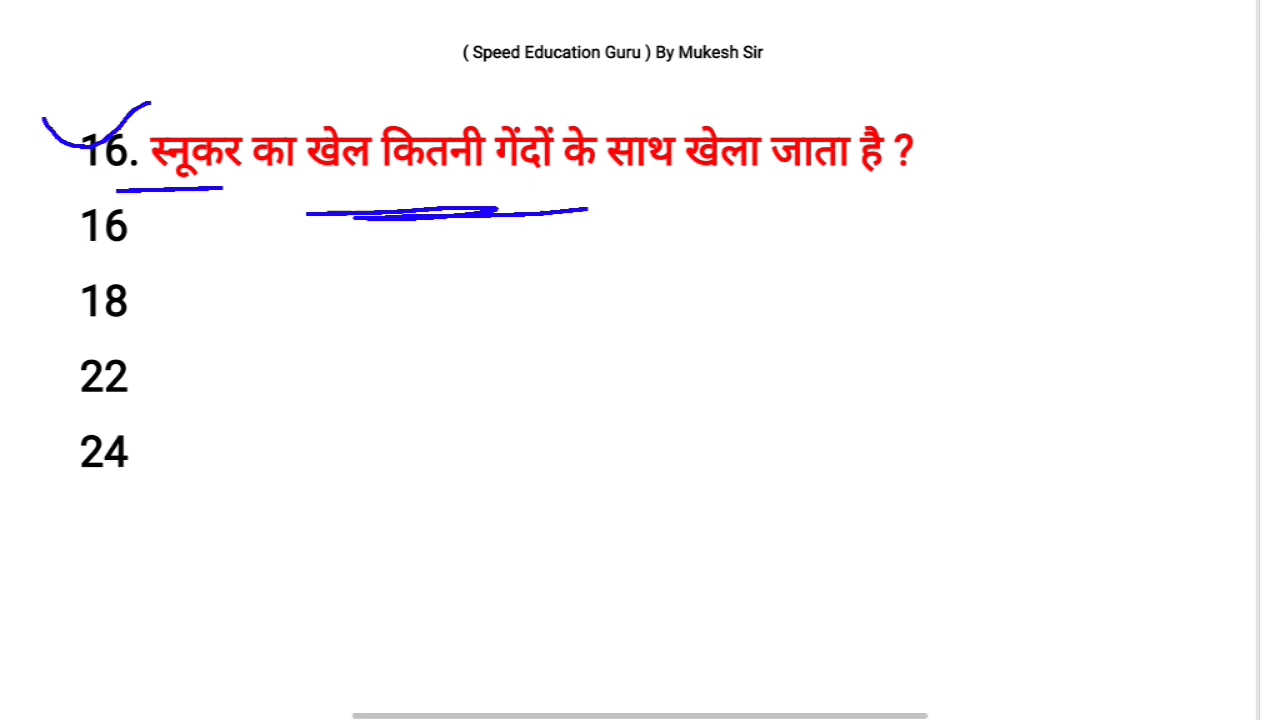 ( Speed Education Guru ) By Mukesh Sir
16. स्नूकर का खेल कितनी गेंदों के साथ खेला जाता है ?
16
18
22
24